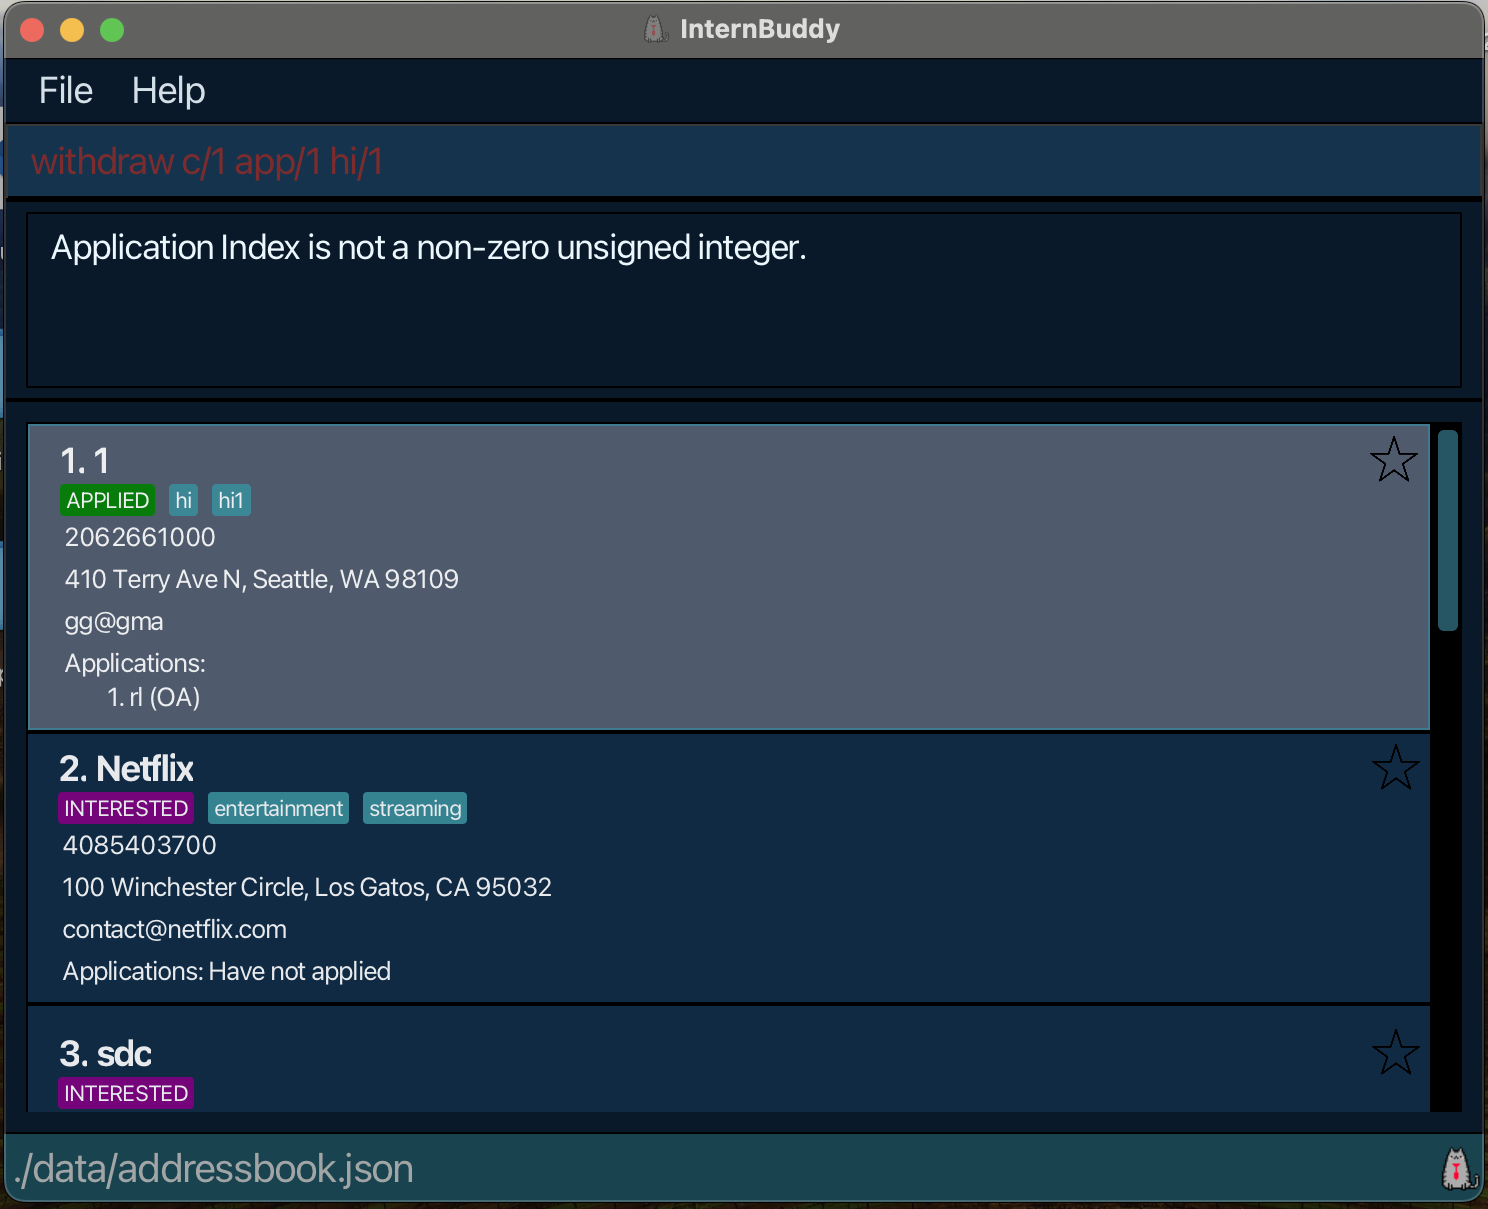 InternBuddy
File Help
withdraw c/1 app/1 hi/1
Application Index is not a non-zero unsigned integer.
1. 1
APPLIED hi hi1
2062661000
410 Terry Ave N, Seattle, WA 98109
gg@gma
Applications:
1. rl (OA)
2. Netflix
INTERESTED entertainment streaming
4085403700
100 Winchester Circle, Los Gatos, CA 95032
contact@netflix.com
Applications: Have not applied
3. sdc
INTERESTED
./data/addressbook.json